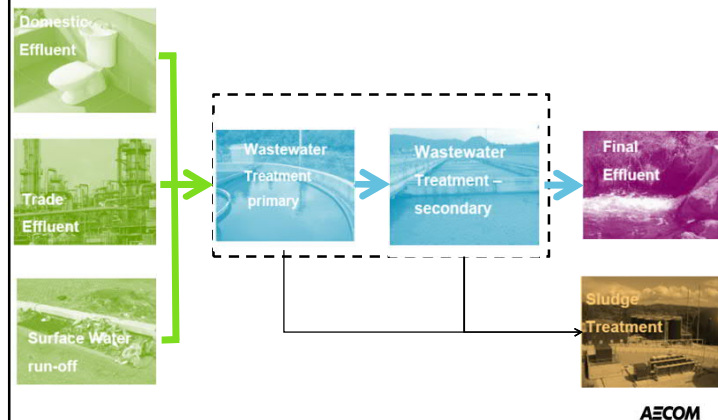 Domestic
Effluent
Trade
Effluent
Surface Water
run-off
Wastewater
Treatment
primary
Wastewater
Treatment –
secondary
Final
Effluent
Sludge
Treatment
AECOM